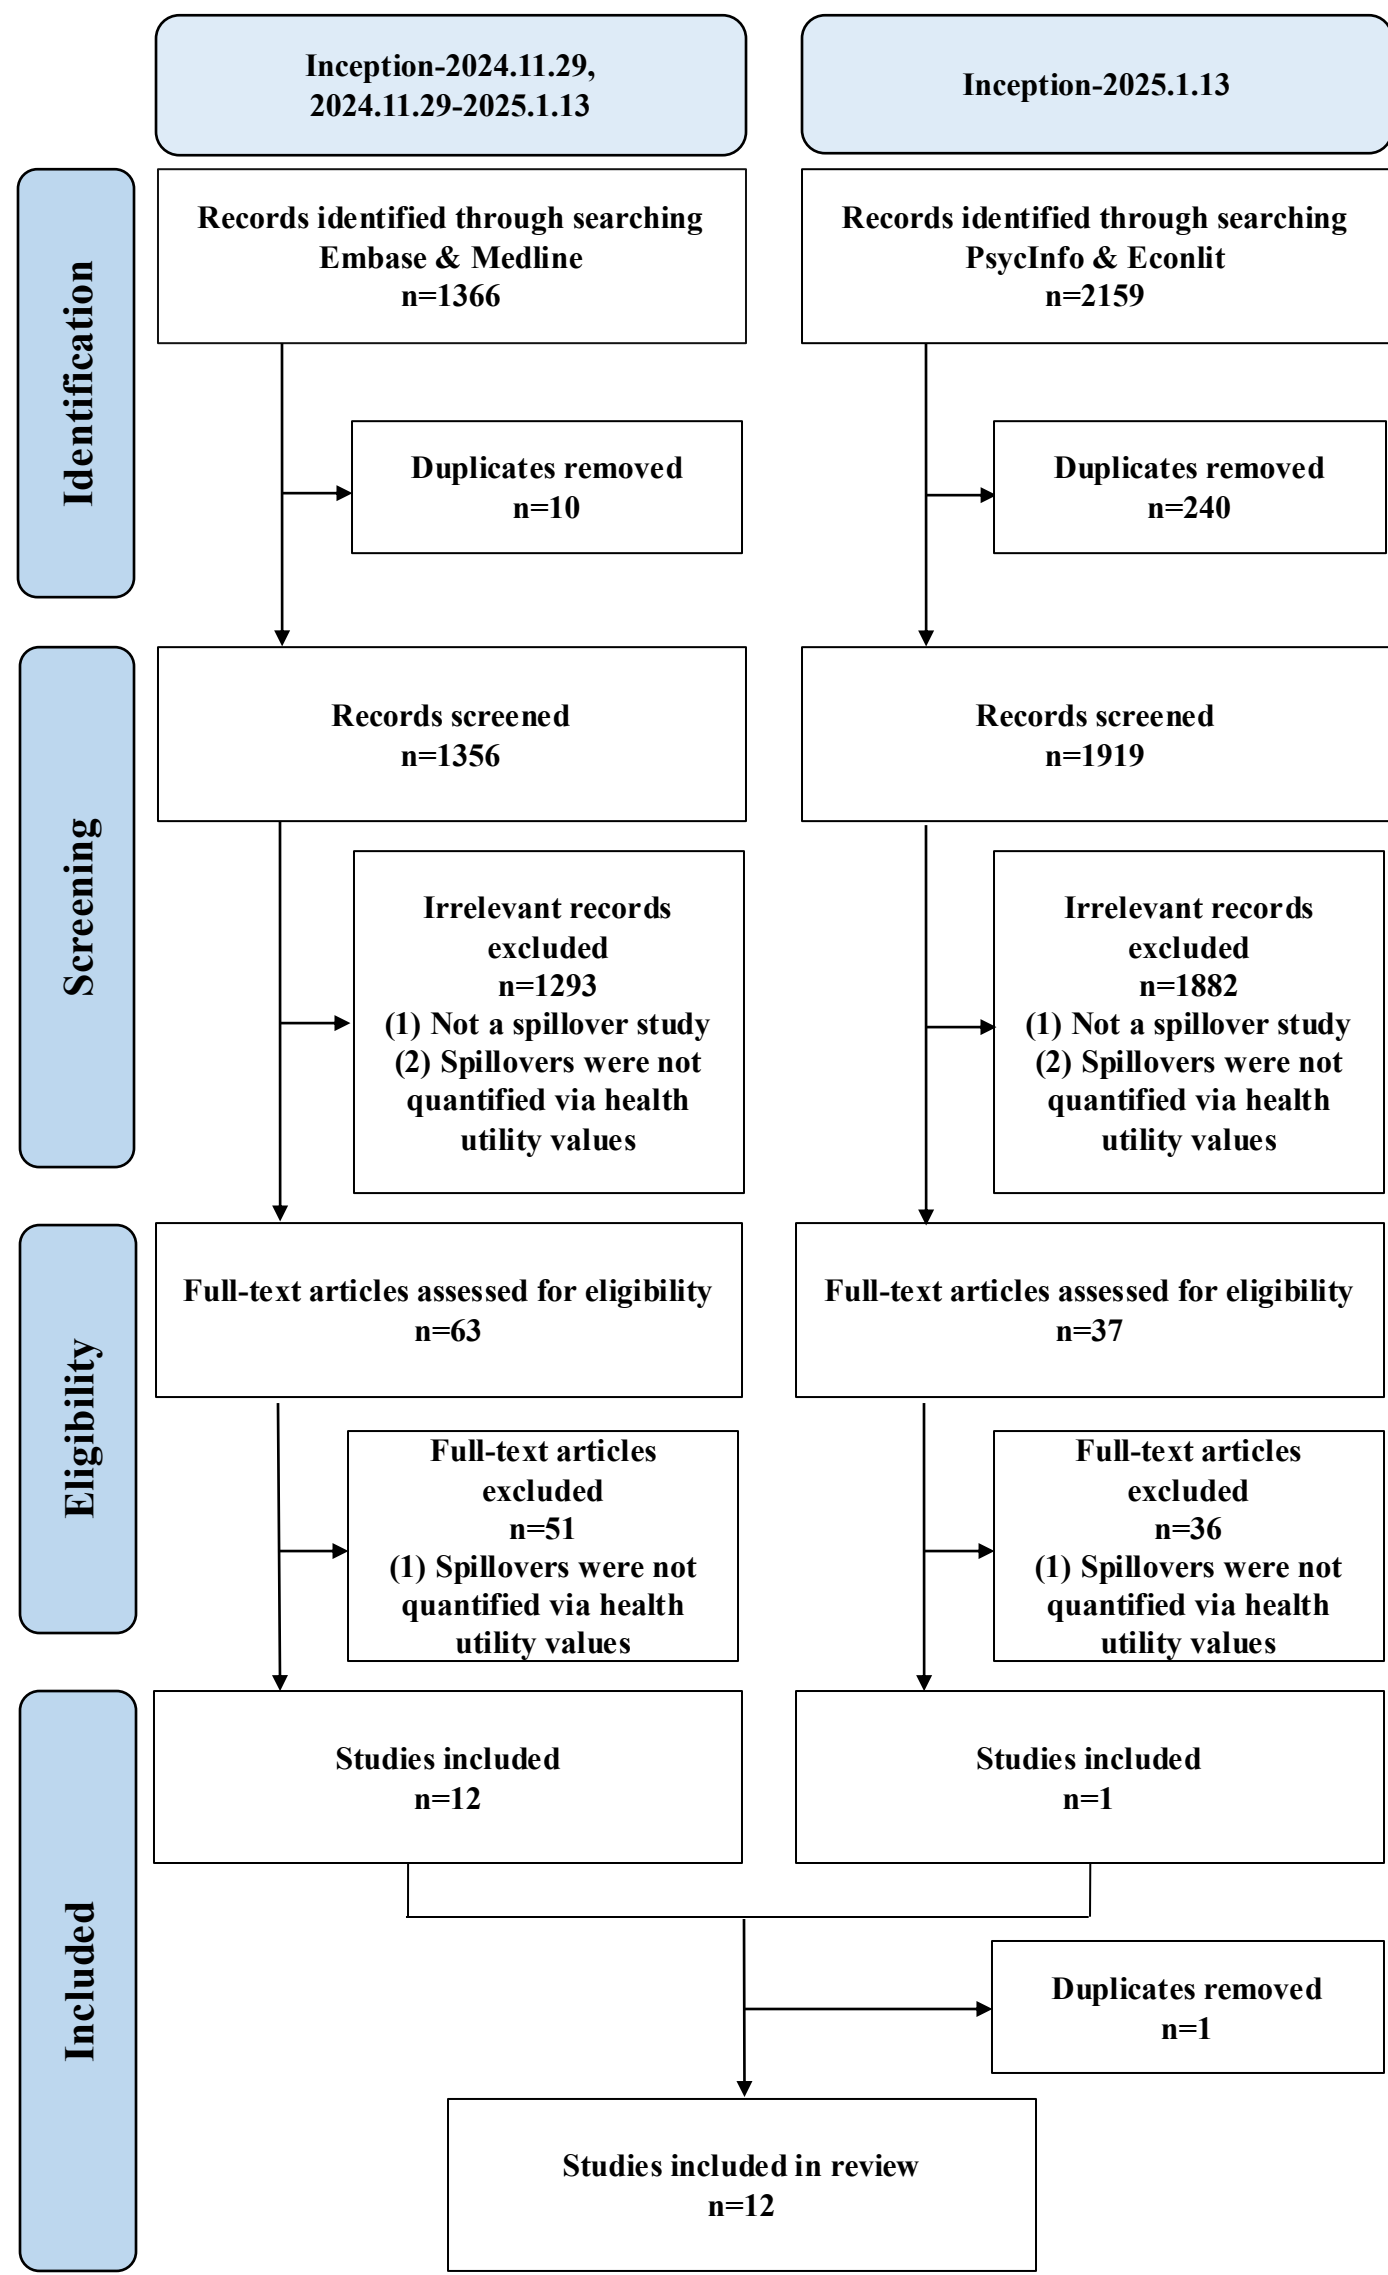 Inception-2024.11.29,
2024.11.29-2025.1.13
Inception-2025.1.13
Identification
Records identified through searching
Embase & Medline
n=1366
Records identified through searching
PsycInfo & Econlit
n=2159
Duplicates removed
n=10
Duplicates removed
n=240
Screening
Records screened
n=1356
Records screened
n=1919
Irrelevant records
excluded
n=1293
(1) Not a spillover study
(2) Spillovers were not
quantified via health
utility values
Irrelevant records
excluded
n=1882
(1) Not a spillover study
(2) Spillovers were not
quantified via health
utility values
Eligibility
Full-text articles assessed for eligibility
n=63
Full-text articles assessed for eligibility
n=37
Full-text articles
excluded
n=51
(1) Spillovers were not
quantified via health
utility values
Full-text articles
excluded
n=36
(1) Spillovers were not
quantified via health
utility values
Included
Studies included
n=12
Studies included
n=1
Duplicates removed
n=1
Studies included in review
n=12